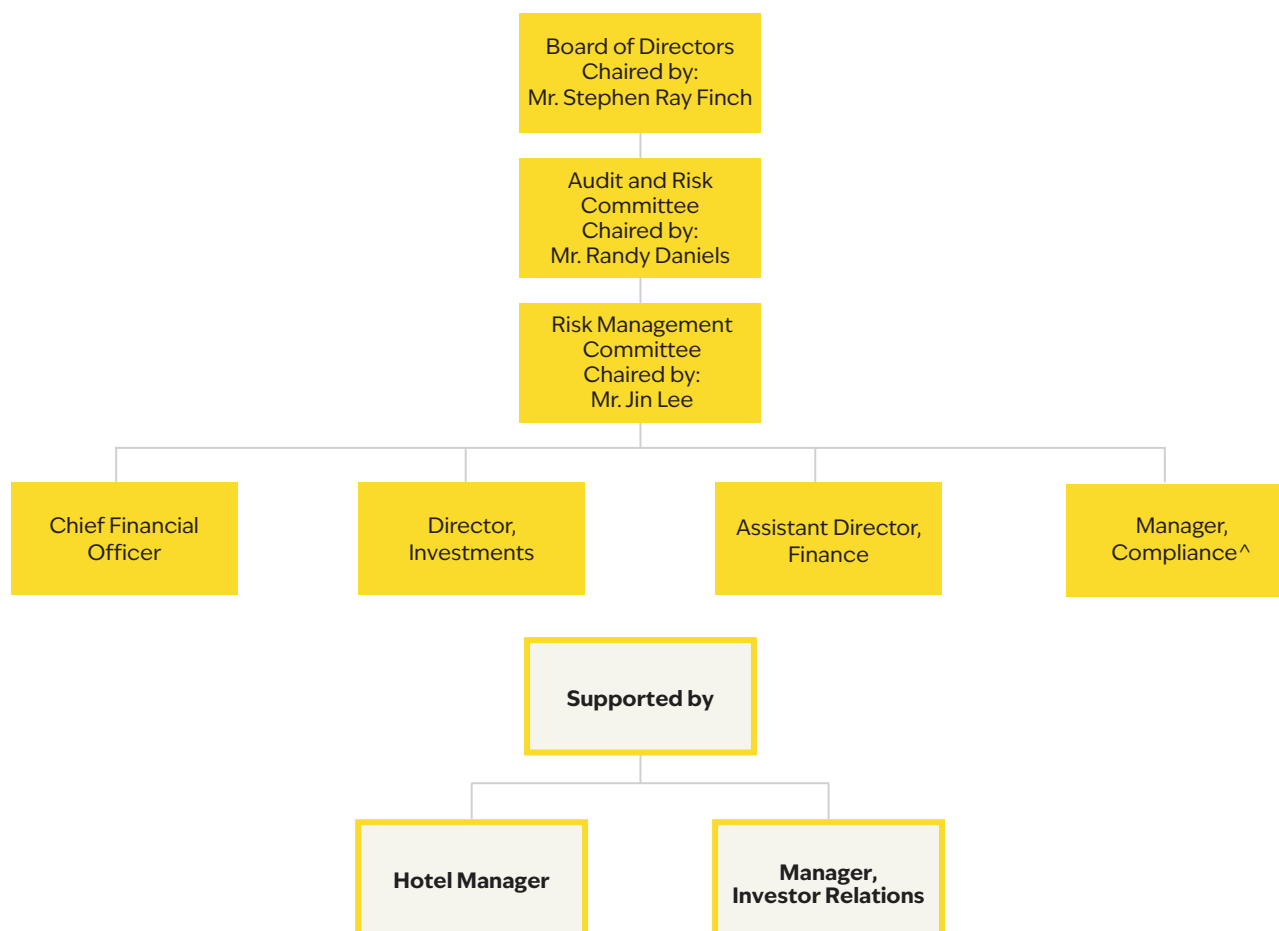 Board of Directors
Chaired by:
Mr. Stephen Ray Finch
Audit and Risk
Committee
Chaired by:
Mr. Randy Daniels
Risk Management
Committee
Chaired by:
Mr. Jin Lee
Chief Financial
Officer
Director,
Investments
Assistant Director,
Finance
Manager,
Compliance^
Supported by
Hotel Manager
Manager,
Investor Relations